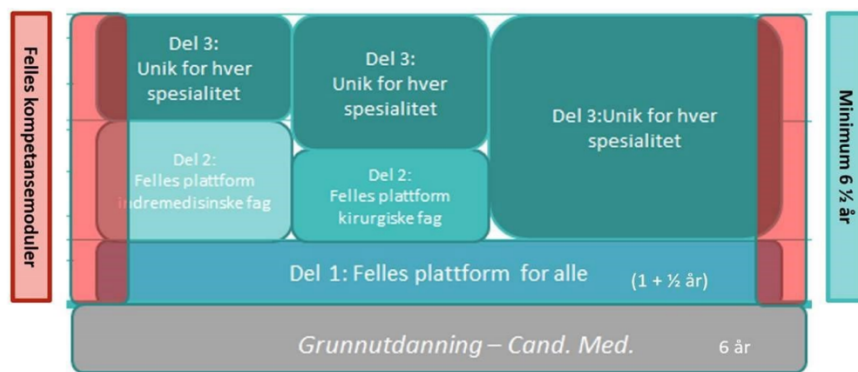 Felles kompetansemoduler
Del 3:
Unik for hver
spesialitet
Del 2:
Felles plattform
indremedisinske fag
Del 3:
Unik for hver
spesialitet
Del 2:
Felles plattform
kirurgiske fag
Del 3:Unik for hver
spesialitet
Del 1: Felles plattform for alle (1 + ½ år)
Grunnutdanning – Cand. Med. 6 år
Minimum 6 ½ år